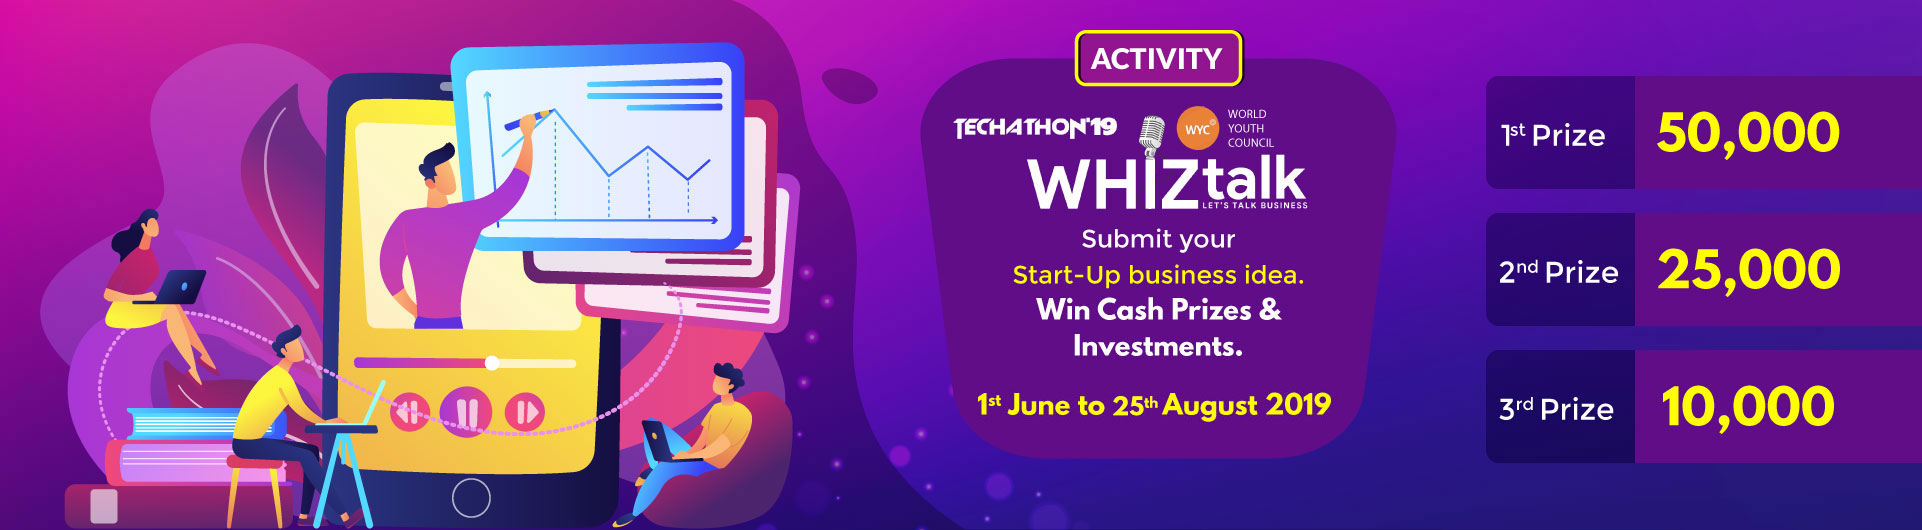 ACTIVITY
TECHATHON'19
WYC
WORLD
YOUTH
COUNCIL
WHIZtalk
LET'S TALK BUSINESS
Submit your
Start-Up business idea.
Win Cash Prizes &
Investments.
1st June to 25th August 2019
1st Prize 50,000
2nd Prize 25,000
3rd Prize 10,000